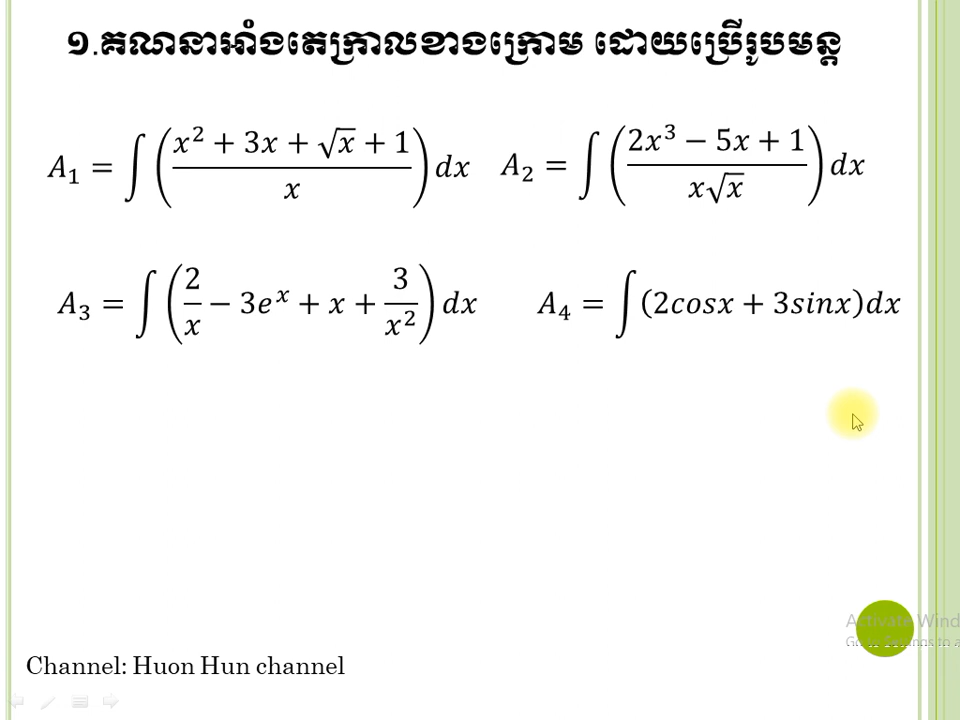 ១.គណនាអាំងតេក្រាលខាងក្រោម ដោយប្រើរូបមន្ត
A₁ = ∫ ((x² + 3x + √x + 1)/x) dx
A₂ = ∫ ((2x³ − 5x + 1)/(x√x)) dx
A₃ = ∫ (2/x − 3eˣ + x + 3/x²) dx
A₄ = ∫ (2cosx + 3sinx)dx
Activate Wind
Channel: Huon Hun channel